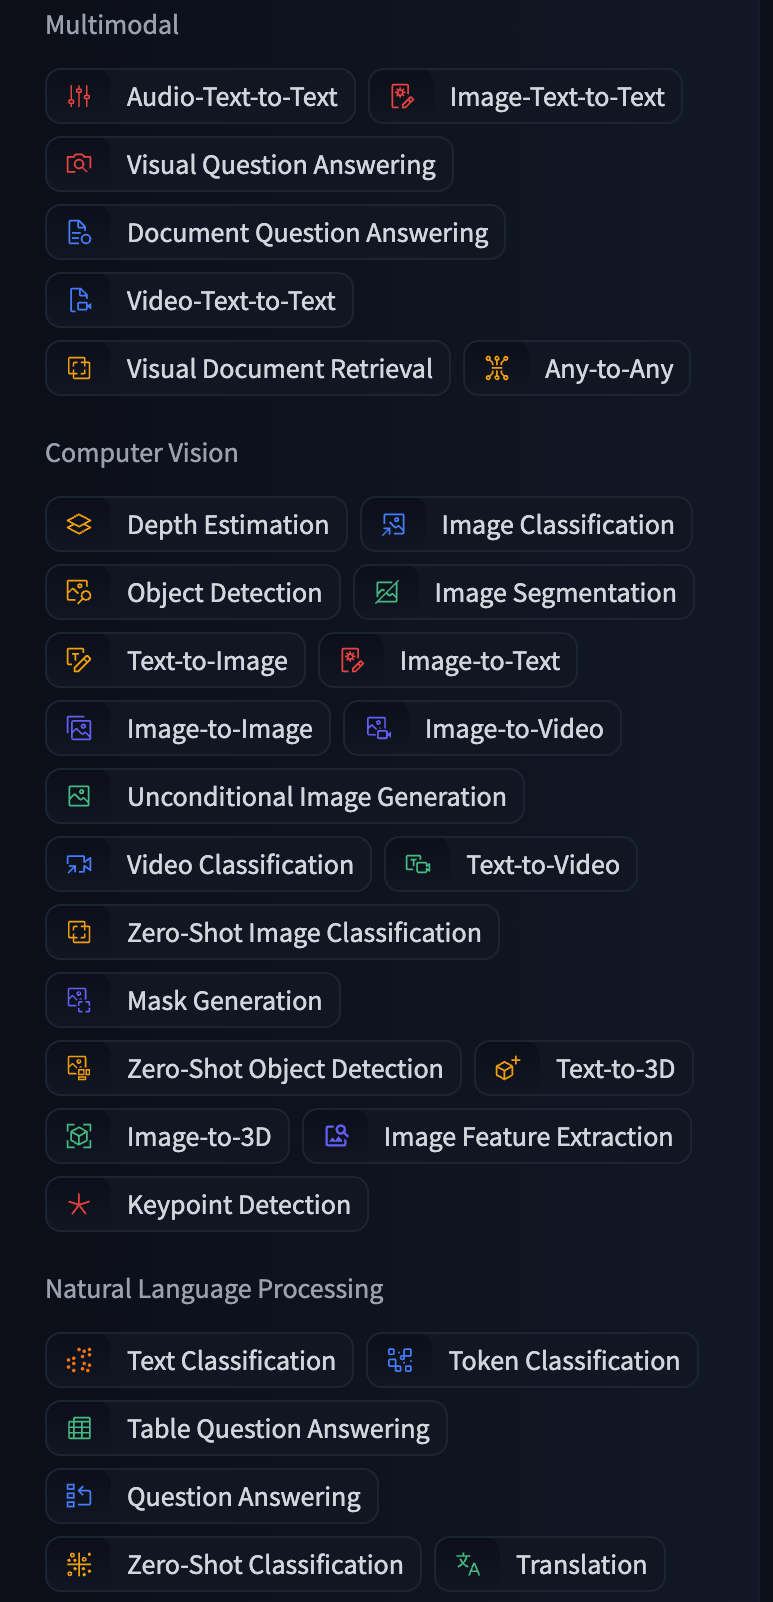 Multimodal
Audio-Text-to-Text Image-Text-to-Text
Visual Question Answering
Document Question Answering
Video-Text-to-Text
Visual Document Retrieval Any-to-Any
Computer Vision
Depth Estimation Image Classification
Object Detection Image Segmentation
Text-to-Image Image-to-Text
Image-to-Image Image-to-Video
Unconditional Image Generation
Video Classification Text-to-Video
Zero-Shot Image Classification
Mask Generation
Zero-Shot Object Detection Text-to-3D
Image-to-3D Image Feature Extraction
Keypoint Detection
Natural Language Processing
Text Classification Token Classification
Table Question Answering
Question Answering
Zero-Shot Classification Translation